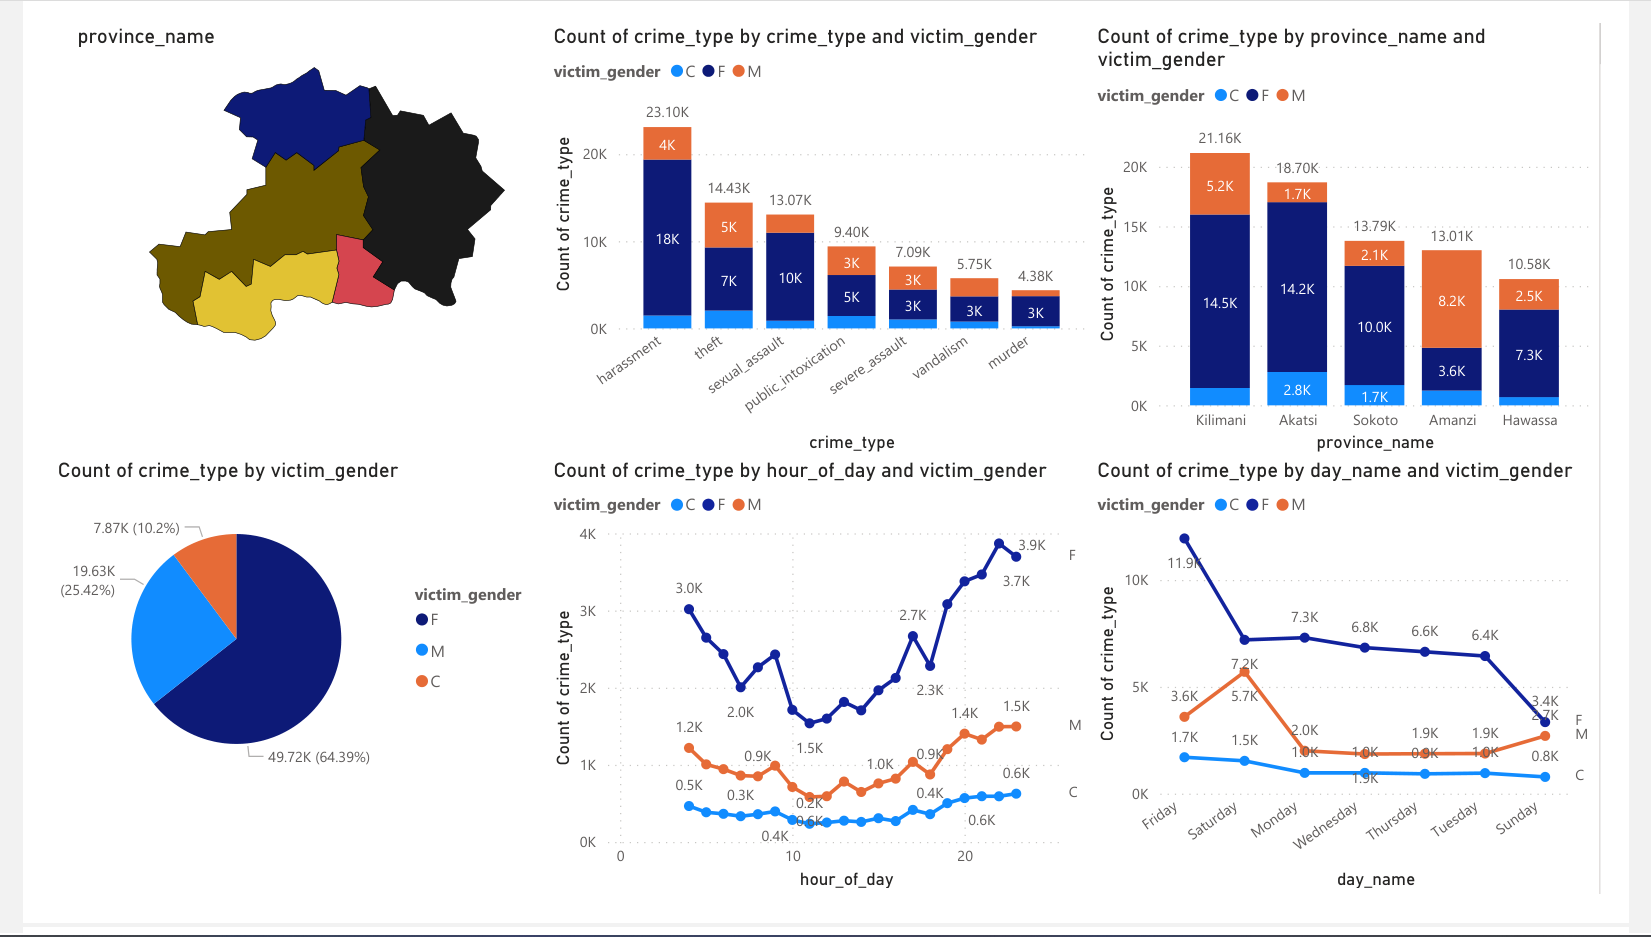 province_name
Count of crime_type by crime_type and victim_gender
victim_gender C F M
Count of crime_type
20K
10K
0K
23.10K
14.43K
13.07K
9.40K
7.09K
5.75K
4.38K
4K
18K
5K
7K
10K
3K
5K
3K
3K
3K
3K
harassment
theft
sexual_assault
public_intoxication
severe_assault
vandalism
murder
crime_type
Count of crime_type by province_name and
victim_gender
victim_gender C F M
Count of crime_type
20K
15K
10K
5K
0K
21.16K
18.70K
13.79K
13.01K
10.58K
5.2K
14.5K
1.7K
14.2K
2.8K
2.1K
10.0K
1.7K
8.2K
3.6K
2.5K
7.3K
Kilimani
Akatsi
Sokoto
Amanzi
Hawassa
province_name
Count of crime_type by victim_gender
7.87K (10.2%)
19.63K
(25.42%)
49.72K (64.39%)
victim_gender
F
M
C
Count of crime_type by hour_of_day and victim_gender
victim_gender C F M
Count of crime_type
4K
3K
2K
1K
0K
3.0K
2.0K
1.5K
2.7K
2.3K
3.9K
3.7K
F
1.2K
0.9K
0.6K
1.0K
0.9K
1.4K
1.5K
M
0.5K
0.3K
0.4K
0.2K
0.4K
0.6K
0.6K
C
0
10
20
hour_of_day
Count of crime_type by day_name and victim_gender
victim_gender C F M
Count of crime_type
10K
5K
0K
11.9K
7.2K
7.3K
6.8K
6.6K
6.4K
3.4K
F
3.6K
5.7K
2.0K
1.9K
1.9K
1.9K
2.7K
M
1.7K
1.5K
1.0K
1.0K
0.9K
1.0K
0.8K
C
Friday
Saturday
Monday
Wednesday
Thursday
Tuesday
Sunday
day_name